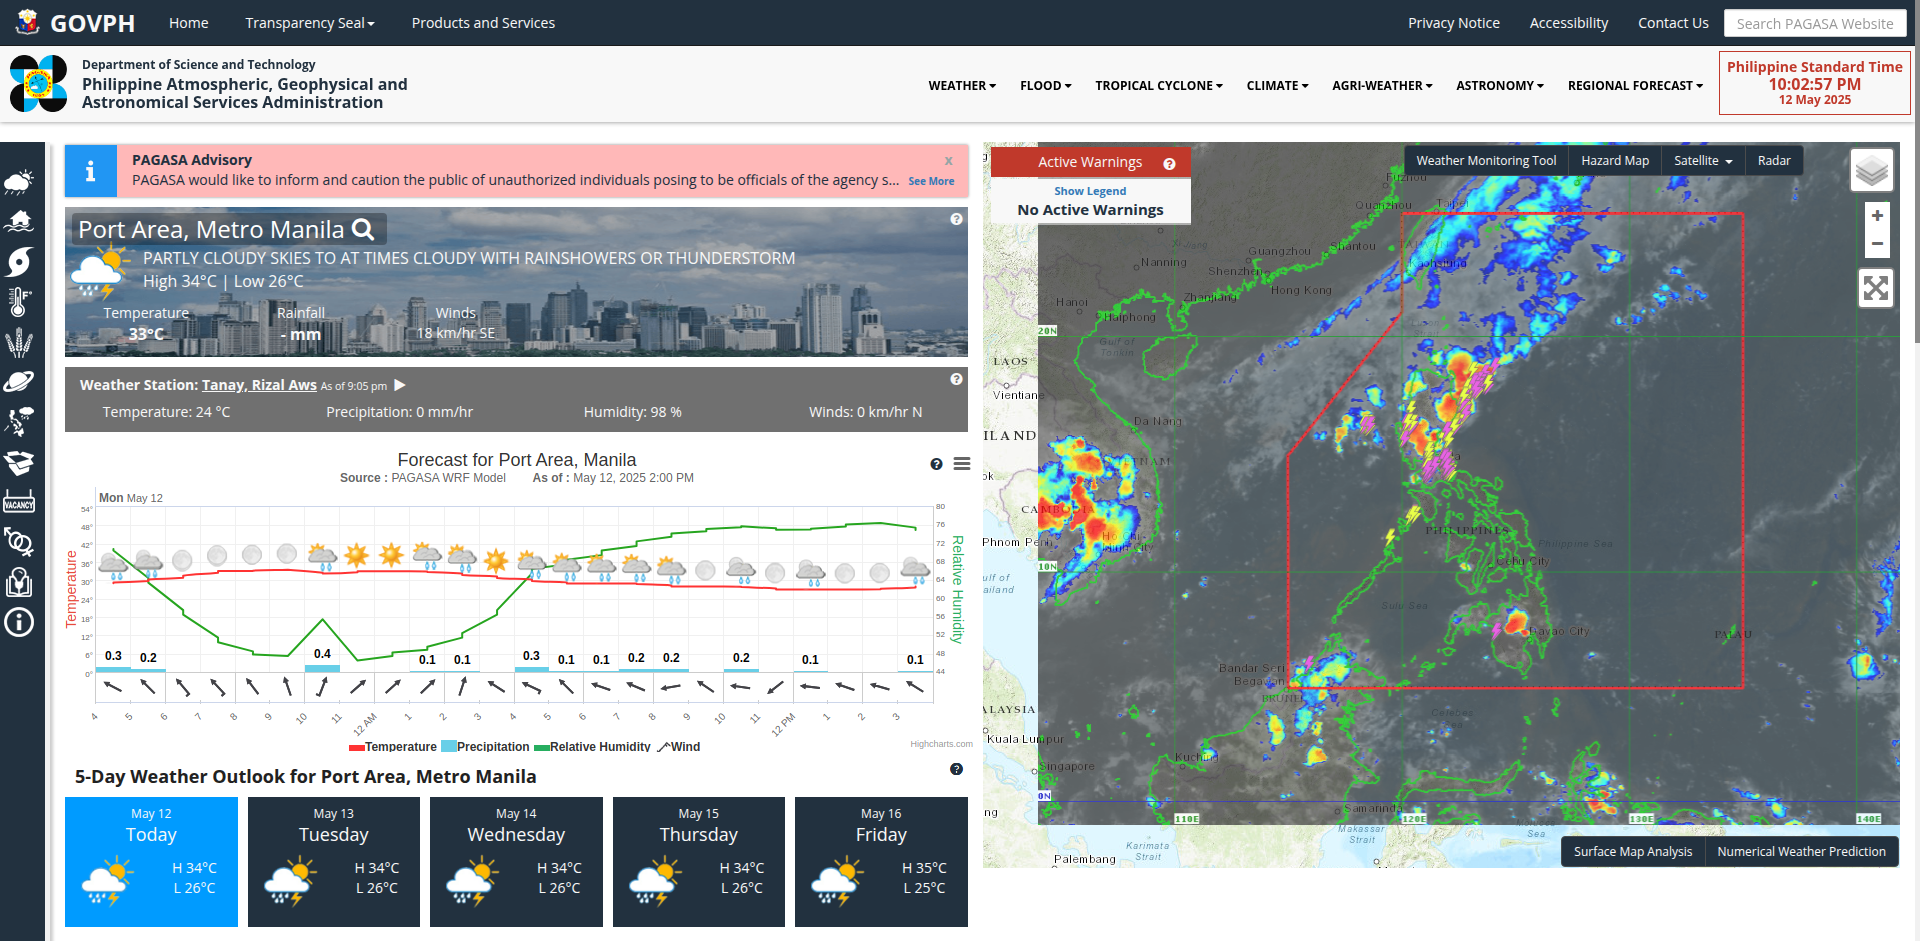 GOVPH
Home
Transparency Seal
Products and Services
Privacy Notice
Accessibility
Contact Us
Search PAGASA Website
Department of Science and Technology
Philippine Atmospheric, Geophysical and
Astronomical Services Administration
WEATHER
FLOOD
TROPICAL CYCLONE
CLIMATE
AGRI-WEATHER
ASTRONOMY
REGIONAL FORECAST
Philippine Standard Time
10:02:57 PM
12 May 2025
VACANCY
PAGASA Advisory
x
PAGASA would like to inform and caution the public of unauthorized individuals posing to be officials of the agency s... See More
Port Area, Metro Manila
PARTLY CLOUDY SKIES TO AT TIMES CLOUDY WITH RAINSHOWERS OR THUNDERSTORM
High 34°C | Low 26°C
Temperature Rainfall Winds
33°C - mm 18 km/hr SE
Weather Station: Tanay, Rizal Aws As of 9:05 pm
Temperature: 24 °C Precipitation: 0 mm/hr Humidity: 98 % Winds: 0 km/hr N
Forecast for Port Area, Manila
Source : PAGASA WRF Model As of : May 12, 2025 2:00 PM
Mon May 12
Temperature
54°
48°
42°
36°
30°
24°
18°
12°
6°
0°
80
76
72
68
64
60
56
52
48
44
Relative Humidity
0.3 0.2 0.4 0.1 0.1 0.3 0.1 0.1 0.2 0.2 0.2 0.1 0.1
4 5 6 7 8 9 10 11 12 AM 1 2 3 4 5 6 7 8 9 10 11 12 PM 1 2 3
Temperature Precipitation Relative Humidity Wind
Highcharts.com
5-Day Weather Outlook for Port Area, Metro Manila
May 12
Today
H 34°C
L 26°C
May 13
Tuesday
H 34°C
L 26°C
May 14
Wednesday
H 34°C
L 26°C
May 15
Thursday
H 34°C
L 26°C
May 16
Friday
H 35°C
L 25°C
Active Warnings
Show Legend
No Active Warnings
Weather Monitoring Tool
Hazard Map
Satellite
Radar
+
−
Fuzhou
Quanzhou
Taipei
Guangzhou
Shantou
Nanning
Shenzhen
Kaohsiung
Hong Kong
Zhanjiang
Hanoi
Haiphong
20N
Gulf of
Tonkin
LAOS
Vientiane
Da Nang
ILAND
VIETNAM
CAMBODIA
PHILIPPINES
Phnom Penh
Ho Chi
Minh City
Philippine Sea
Cebu City
10N
ulf of
ailand
Sulu Sea
Davao City
PALAU
Bandar Seri
Begawan
BRUNEI
ALAYSIA
Celebes
Sea
Kuala Lumpur
Kuching
Singapore
0N
ng
Samarinda
110E
120E
130E
140E
Makassar
Strait
Sea
Karimata
Strait
Palembang
Surface Map Analysis
Numerical Weather Prediction